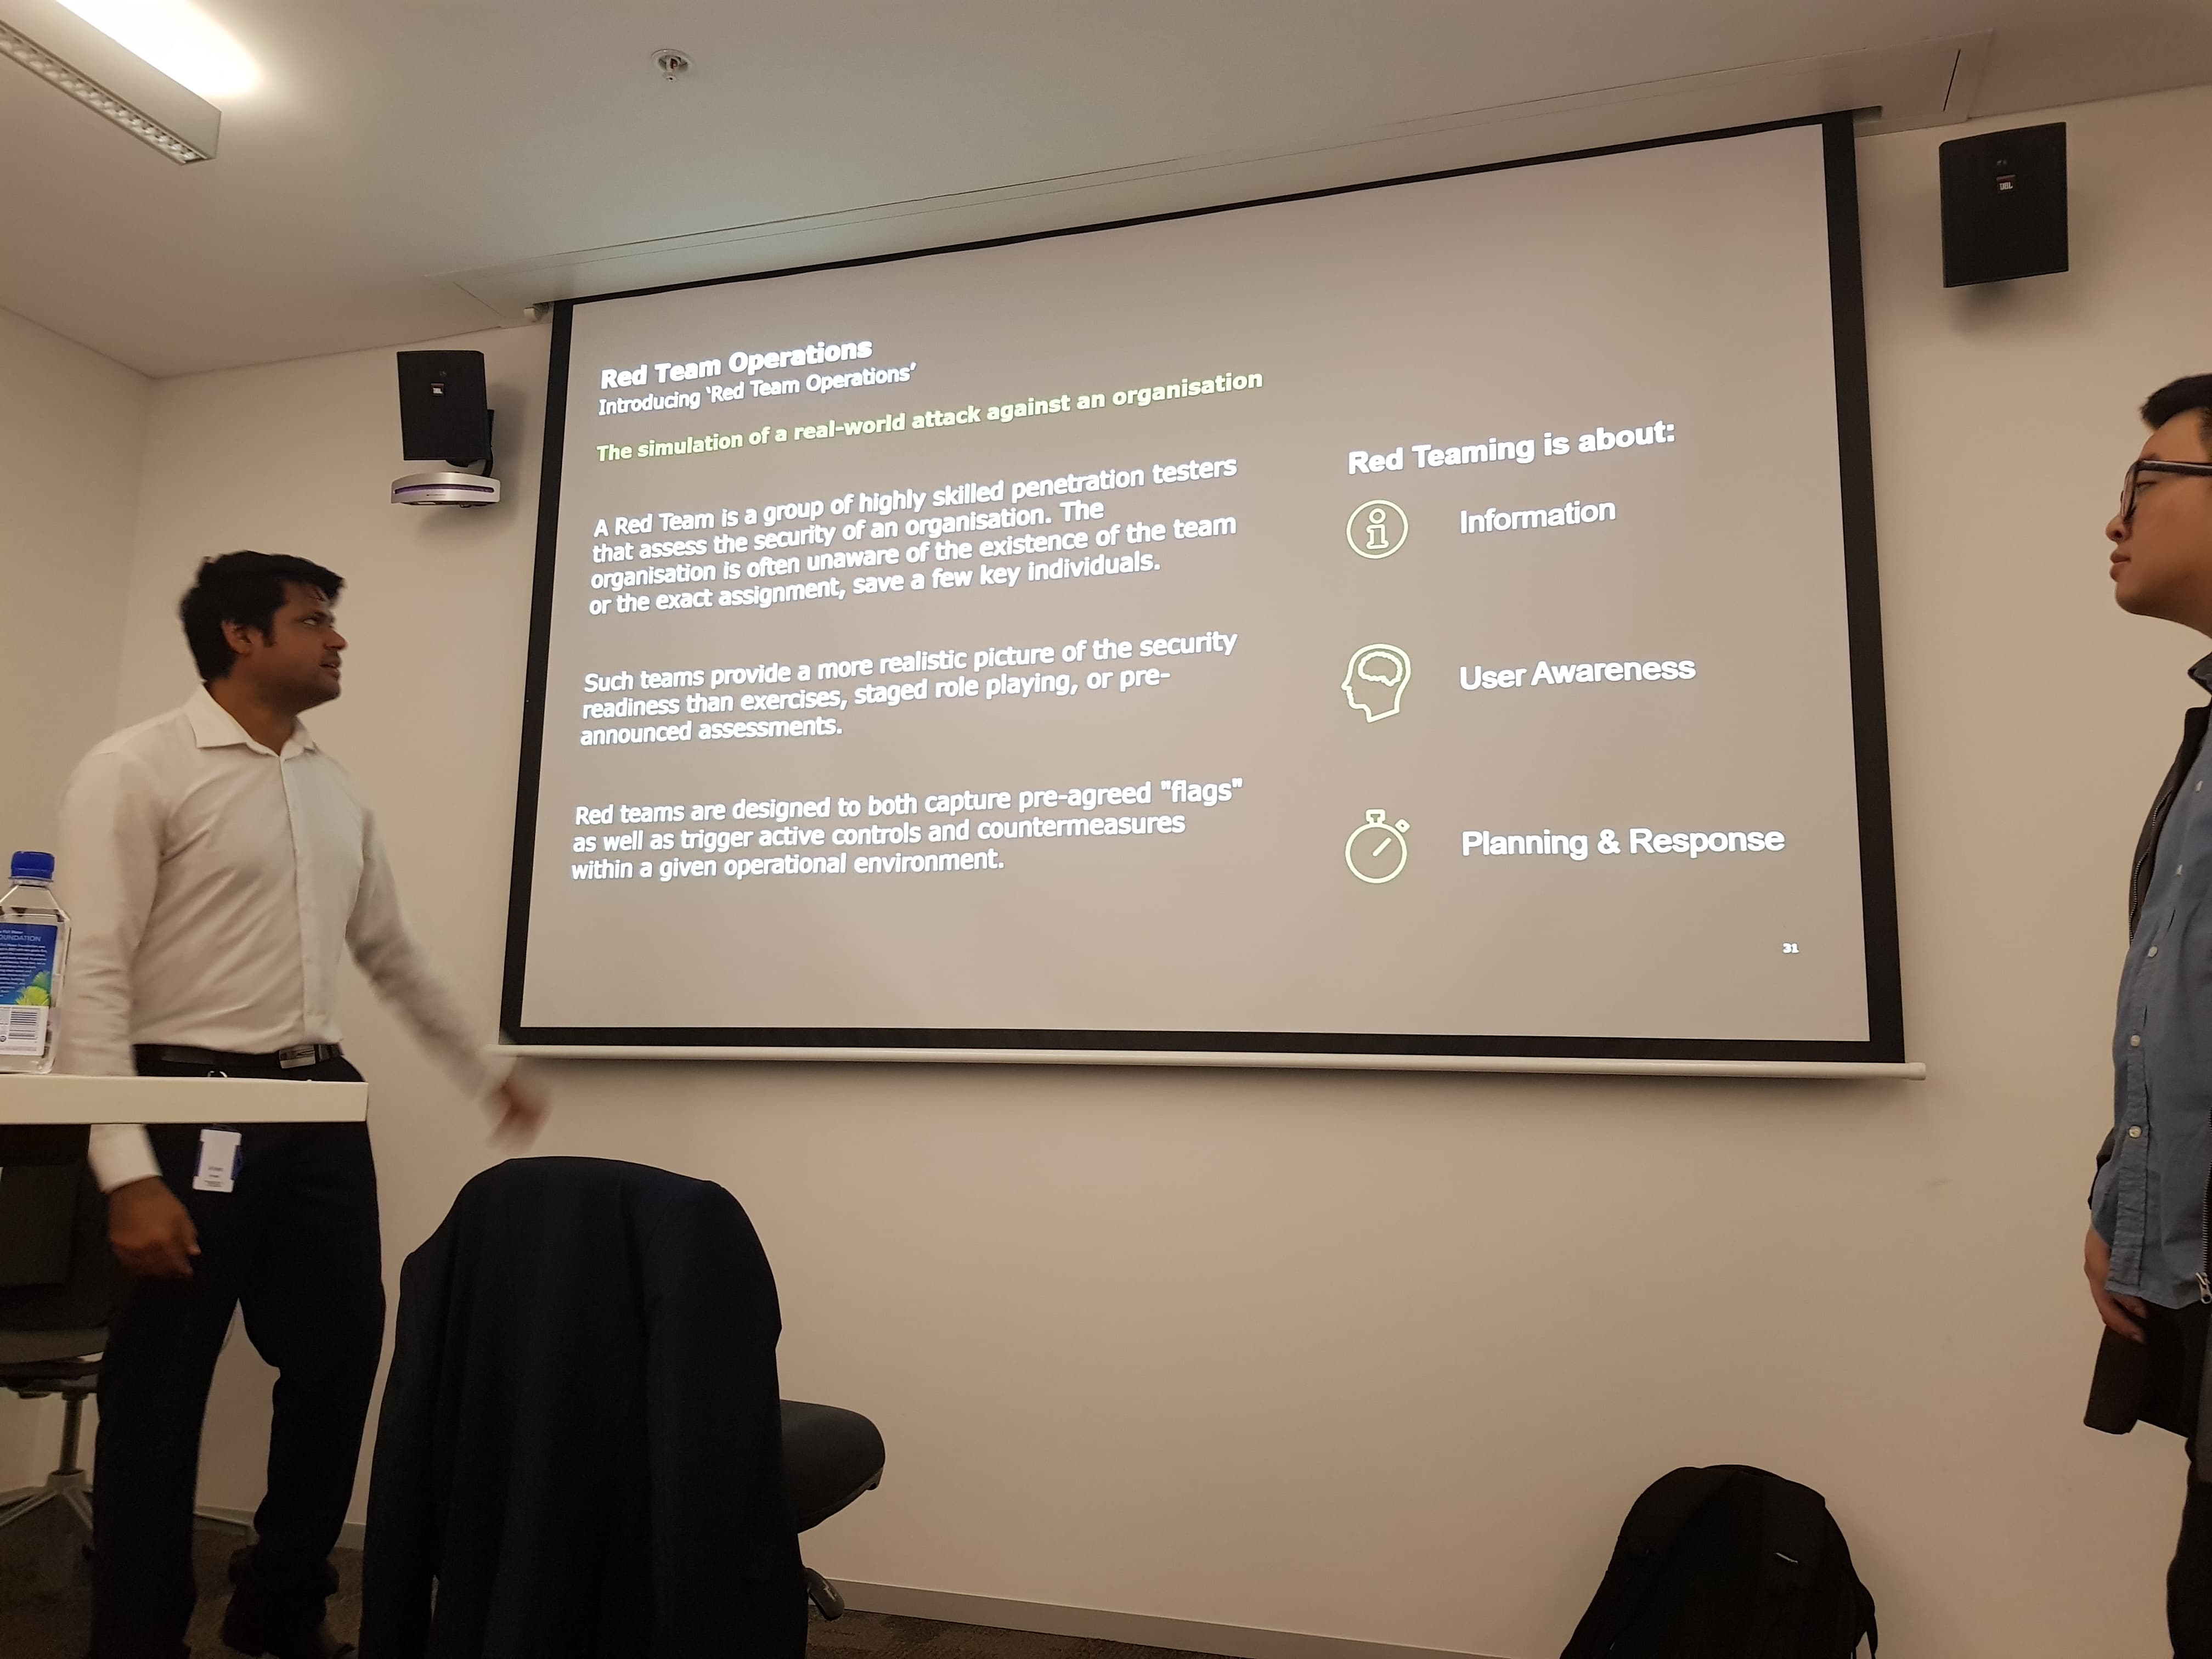 Red Team Operations
Introducing ‘Red Team Operations’
The simulation of a real-world attack against an organisation
A Red Team is a group of highly skilled penetration testers
that assess the security of an organisation. The
organisation is often unaware of the existence of the team
or the exact assignment, save a few key individuals.
Such teams provide a more realistic picture of the security
readiness than exercises, staged role playing, or pre-
announced assessments.
Red teams are designed to both capture pre-agreed "flags"
as well as trigger active controls and countermeasures
within a given operational environment.
Red Teaming is about:
Information
User Awareness
Planning & Response
31
JBL